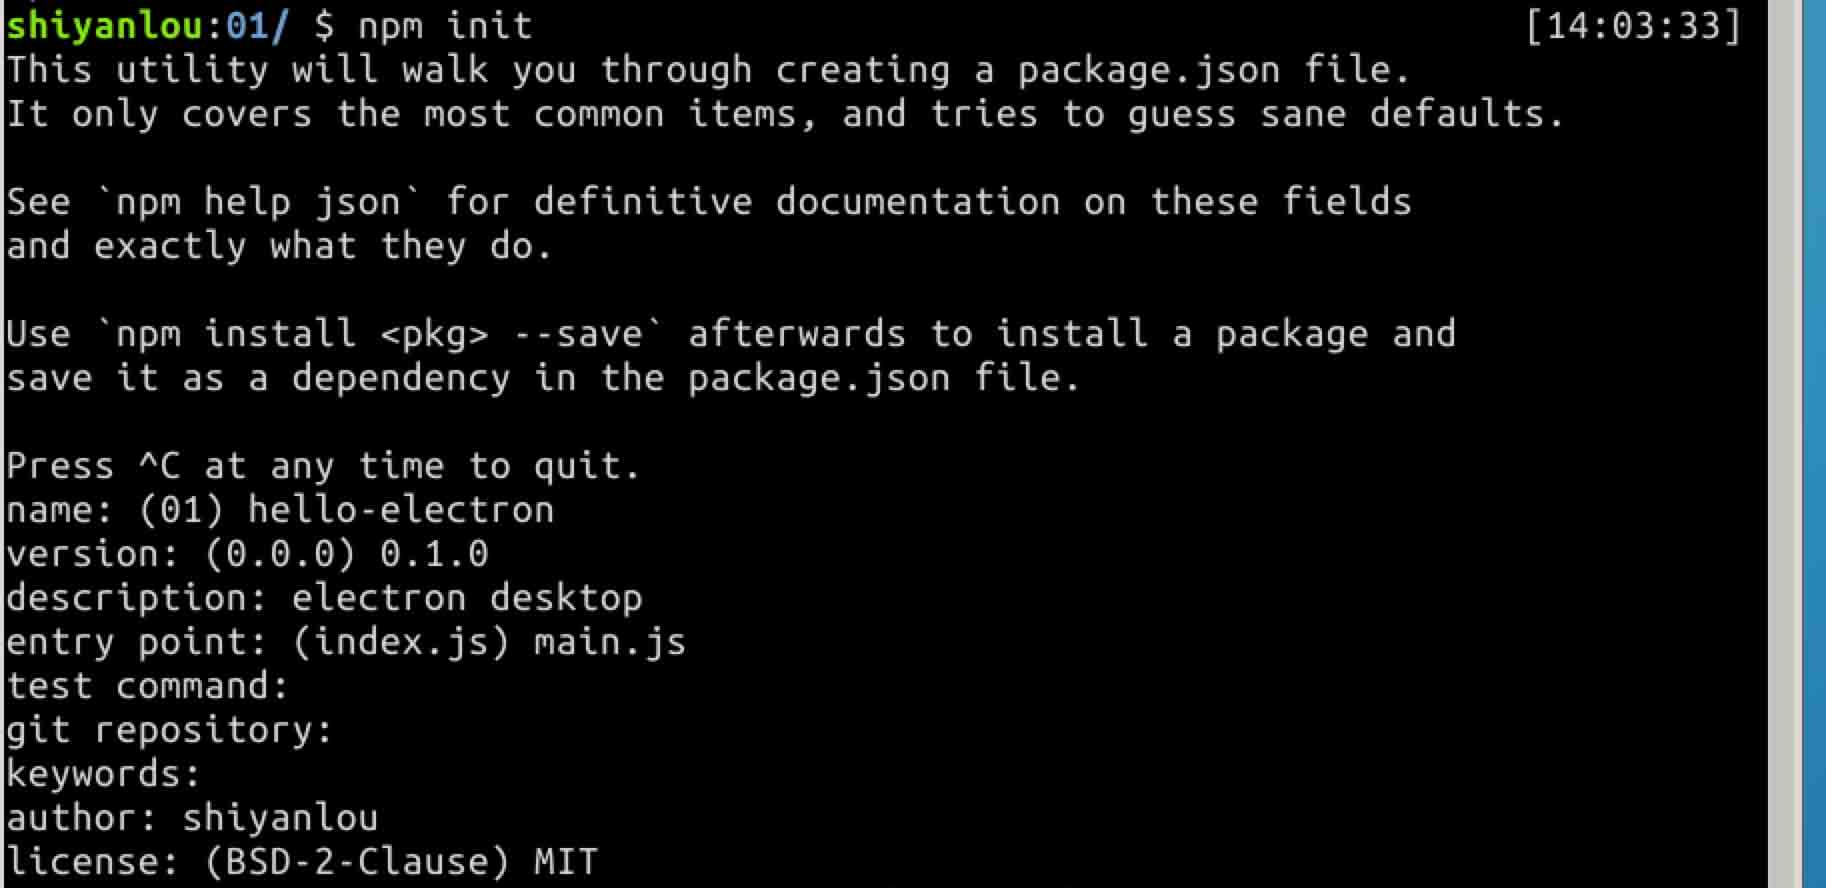 shiyanlou:01/ $ npm init [14:03:33]
This utility will walk you through creating a package.json file.
It only covers the most common items, and tries to guess sane defaults.
See `npm help json` for definitive documentation on these fields
and exactly what they do.
Use `npm install <pkg> --save` afterwards to install a package and
save it as a dependency in the package.json file.
Press ^C at any time to quit.
name: (01) hello-electron
version: (0.0.0) 0.1.0
description: electron desktop
entry point: (index.js) main.js
test command:
git repository:
keywords:
author: shiyanlou
license: (BSD-2-Clause) MIT